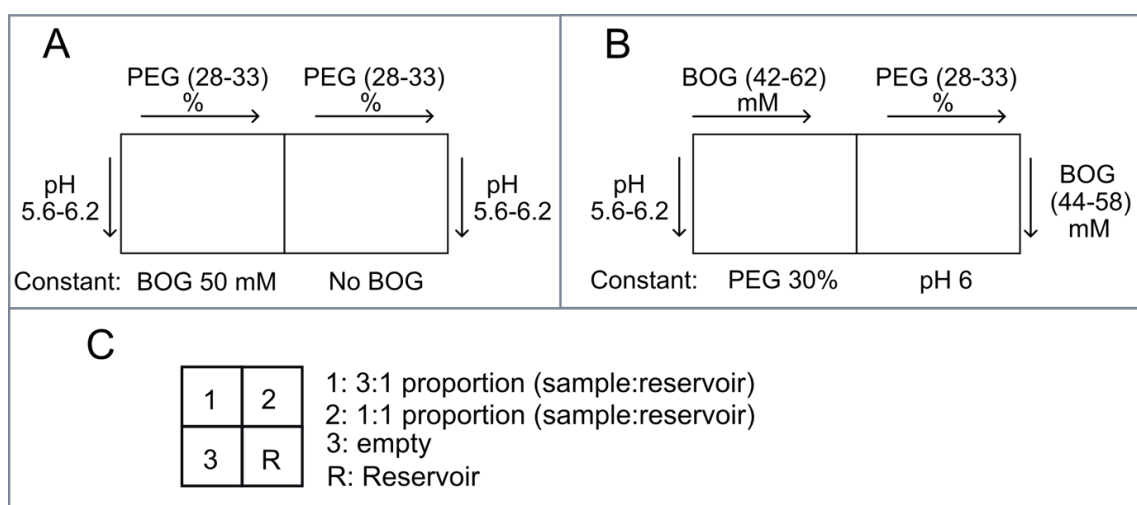 A
PEG (28-33)
%
PEG (28-33)
%
pH
5.6-6.2
pH
5.6-6.2
Constant: BOG 50 mM No BOG
B
BOG (42-62)
mM
PEG (28-33)
%
pH
5.6-6.2
BOG
(44-58)
mM
Constant: PEG 30% pH 6
C
1 2
3 R
1: 3:1 proportion (sample:reservoir)
2: 1:1 proportion (sample:reservoir)
3: empty
R: Reservoir